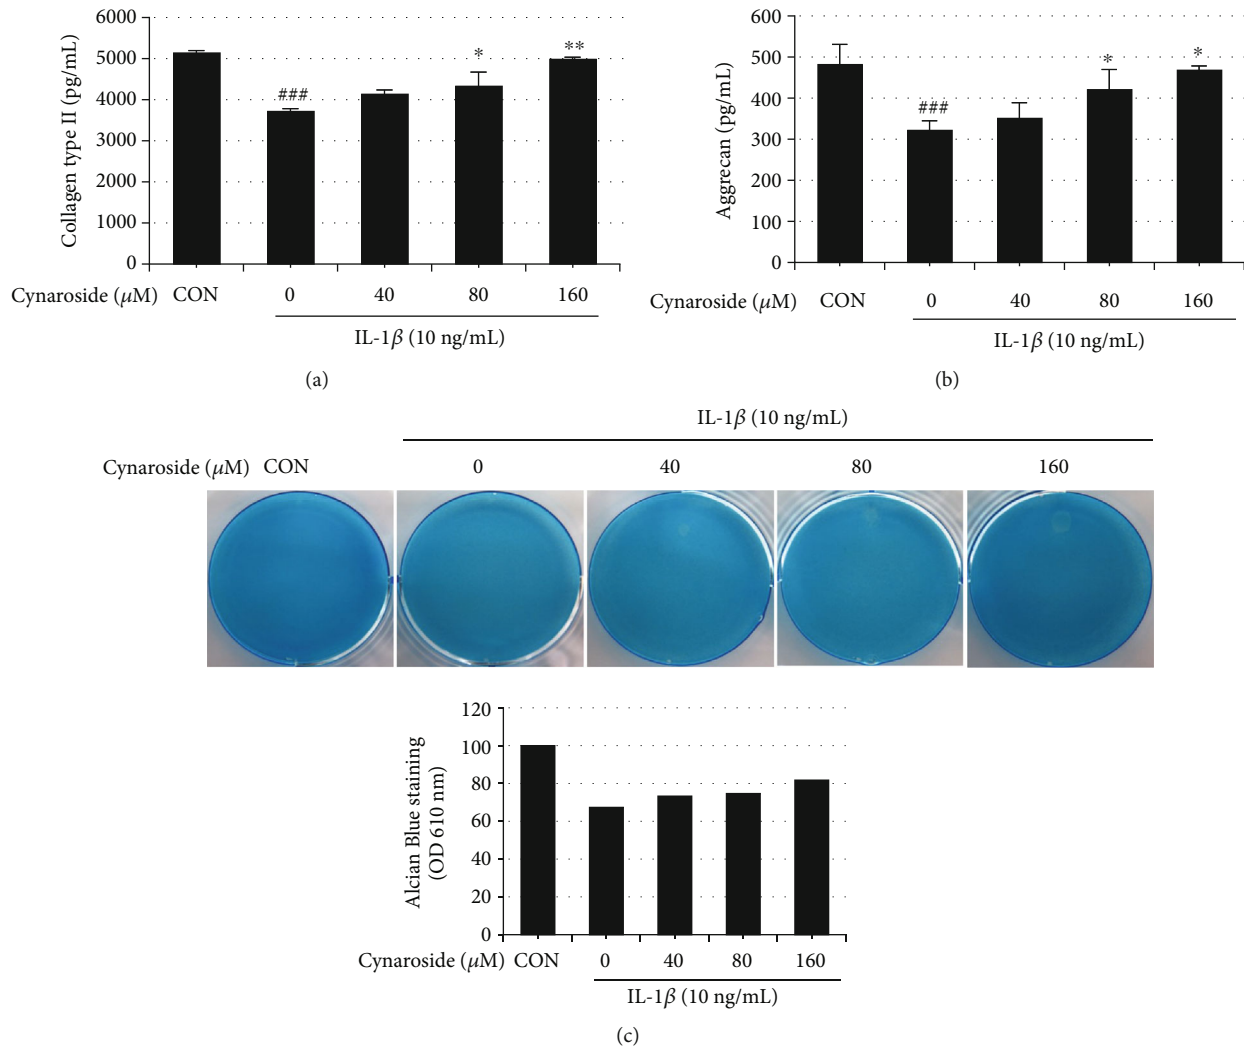 6000
5000
4000
3000
2000
1000
0
Collagen type II (pg/mL)
###
*
**
Cynaroside (μM) CON 0 40 80 160
IL-1β (10 ng/mL)
(a)
600
500
400
300
200
100
0
Aggrecan (pg/mL)
###
*
*
Cynaroside (μM) CON 0 40 80 160
IL-1β (10 ng/mL)
(b)
IL-1β (10 ng/mL)
Cynaroside (μM) CON 0 40 80 160
120
100
80
60
40
20
0
Alcian Blue staining
(OD 610 nm)
Cynaroside (μM) CON 0 40 80 160
IL-1β (10 ng/mL)
(c)